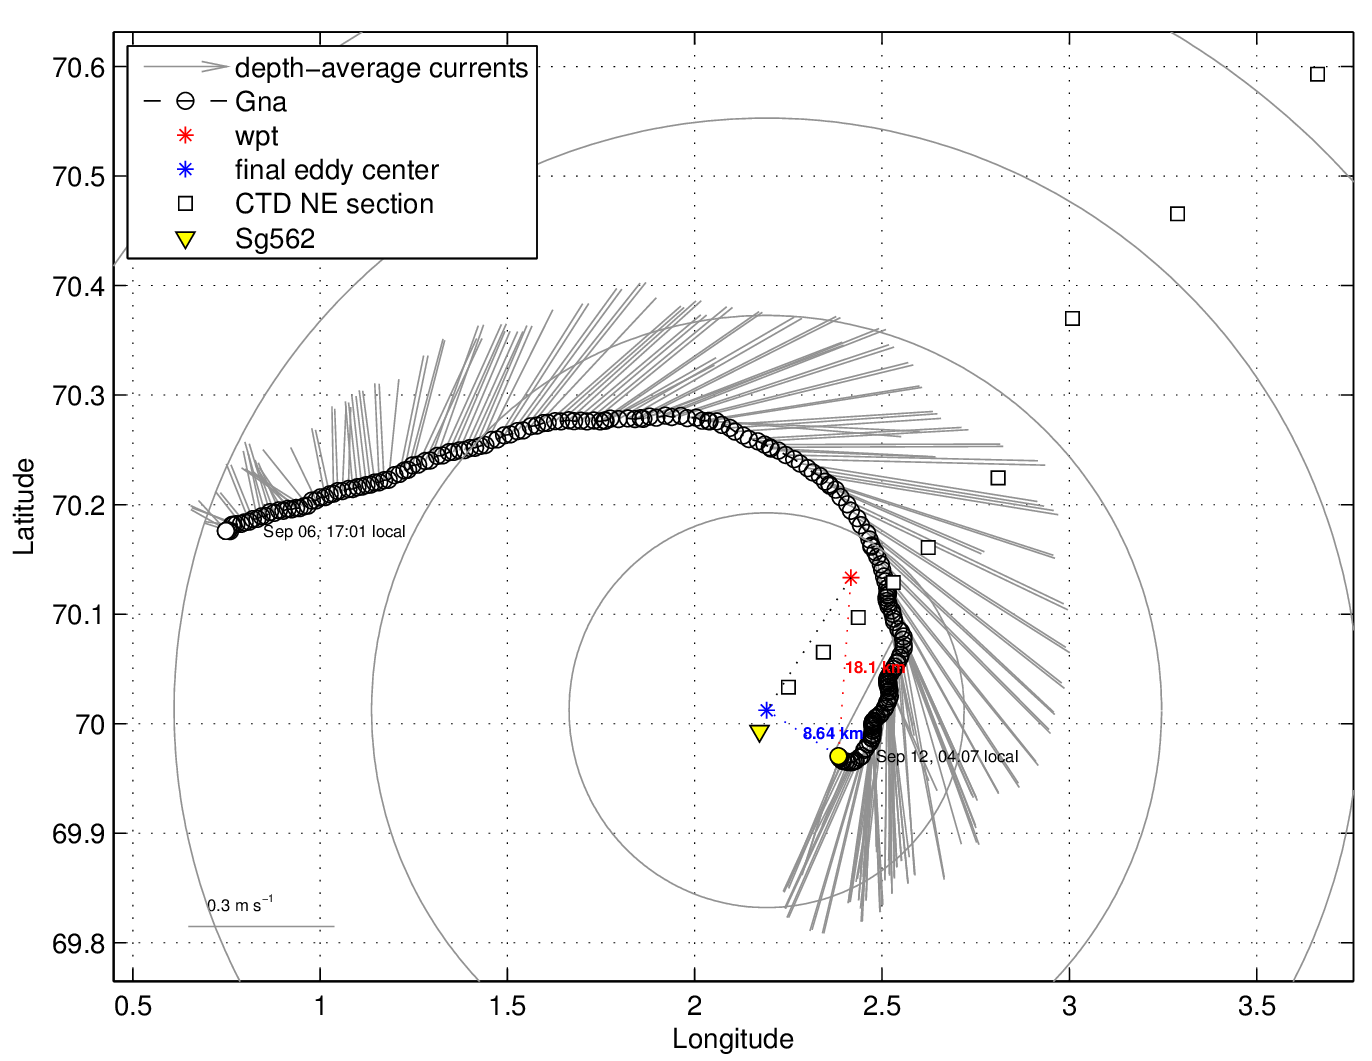 depth−average currents
Gna
wpt
final eddy center
CTD NE section
Sg562
70.6
70.5
70.4
70.3
70.2
70.1
70
69.9
69.8
Latitude
Sep 06, 17:01 local
18.1 km
8.64 km
Sep 12, 04:07 local
0.3 m s⁻¹
0.5 1 1.5 2 2.5 3 3.5
Longitude